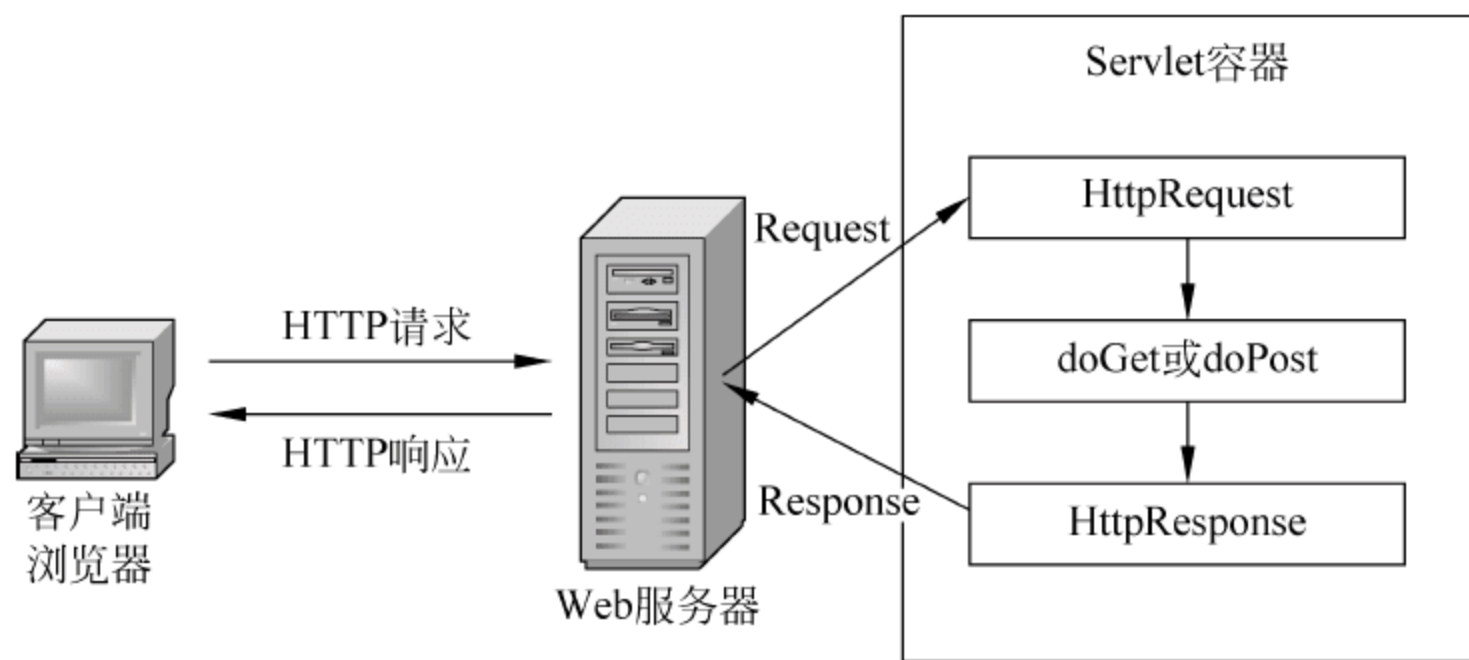 Servlet容器
HttpRequest
Request
HTTP请求
doGet或doPost
HTTP响应
Response
HttpResponse
客户端
浏览器
Web服务器